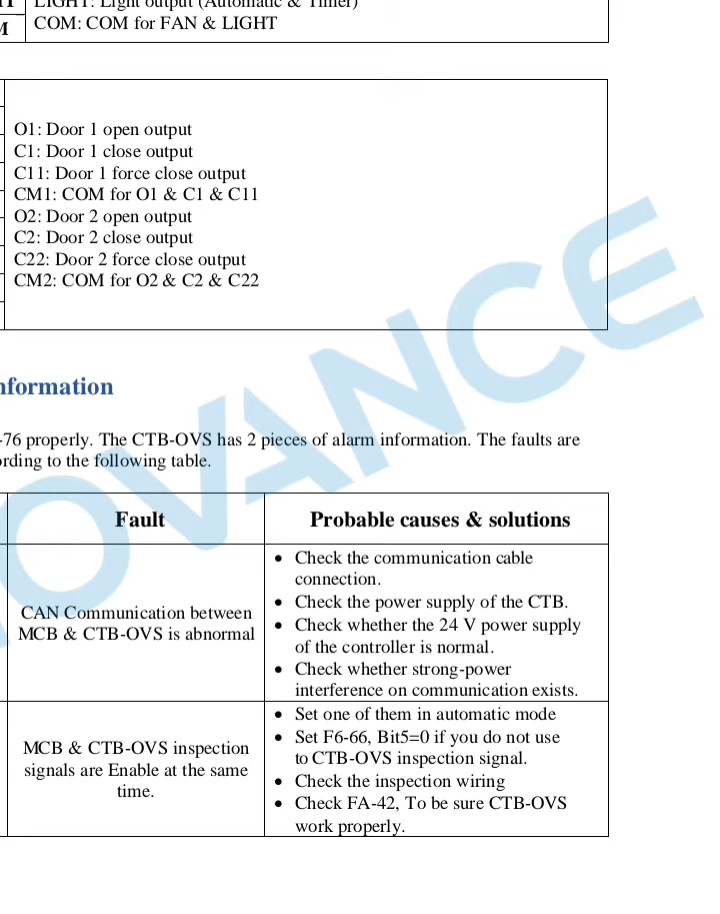 LIGHT: Light output (Automatic & Timer)
M
COM: COM for FAN & LIGHT
O1: Door 1 open output
C1: Door 1 close output
C11: Door 1 force close output
CM1: COM for O1 & C1 & C11
O2: Door 2 open output
C2: Door 2 close output
C22: Door 2 force close output
CM2: COM for O2 & C2 & C22
nformation
-76 properly. The CTB-OVS has 2 pieces of alarm information. The faults are
ording to the following table.
Fault
Probable causes & solutions
CAN Communication between
MCB & CTB-OVS is abnormal
• Check the communication cable
connection.
• Check the power supply of the CTB.
• Check whether the 24 V power supply
of the controller is normal.
• Check whether strong-power
interference on communication exists.
MCB & CTB-OVS inspection
signals are Enable at the same
time.
• Set one of them in automatic mode
• Set F6-66, Bit5=0 if you do not use
to CTB-OVS inspection signal.
• Check the inspection wiring
• Check FA-42, To be sure CTB-OVS
work properly.
OVANCE